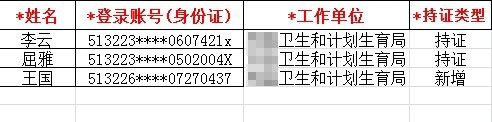 *姓名 *登录账号(身份证) *工作单位 *持证类型
李云 513223****0607421x 卫生和计划生育局 持证
屈雅 513223****0502004X 卫生和计划生育局 持证
王国 513226****07270437 卫生和计划生育局 新增